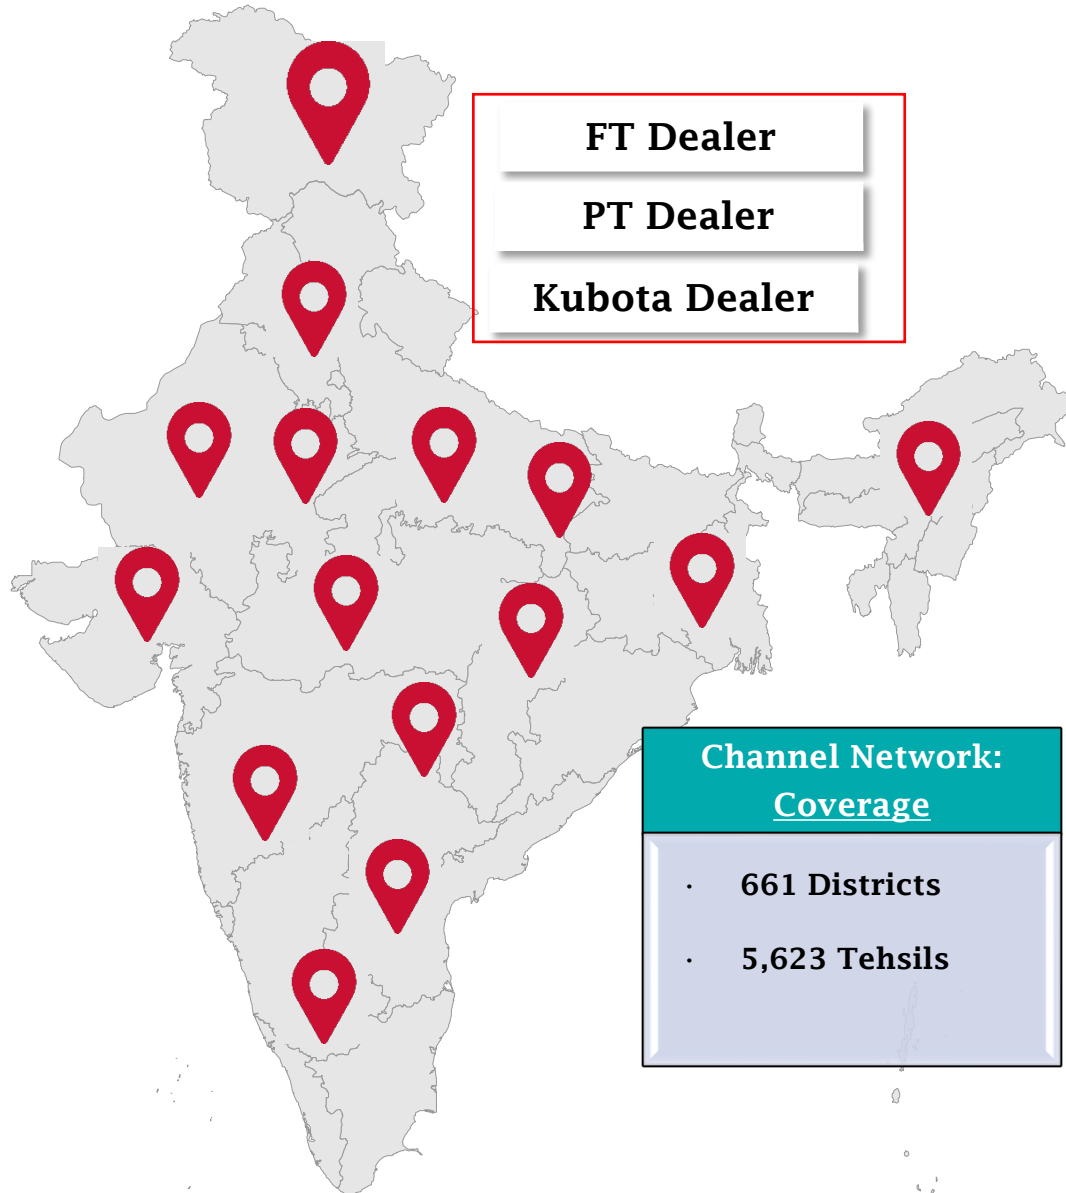 FT Dealer
PT Dealer
Kubota Dealer
Channel Network:
Coverage
· 661 Districts
· 5,623 Tehsils